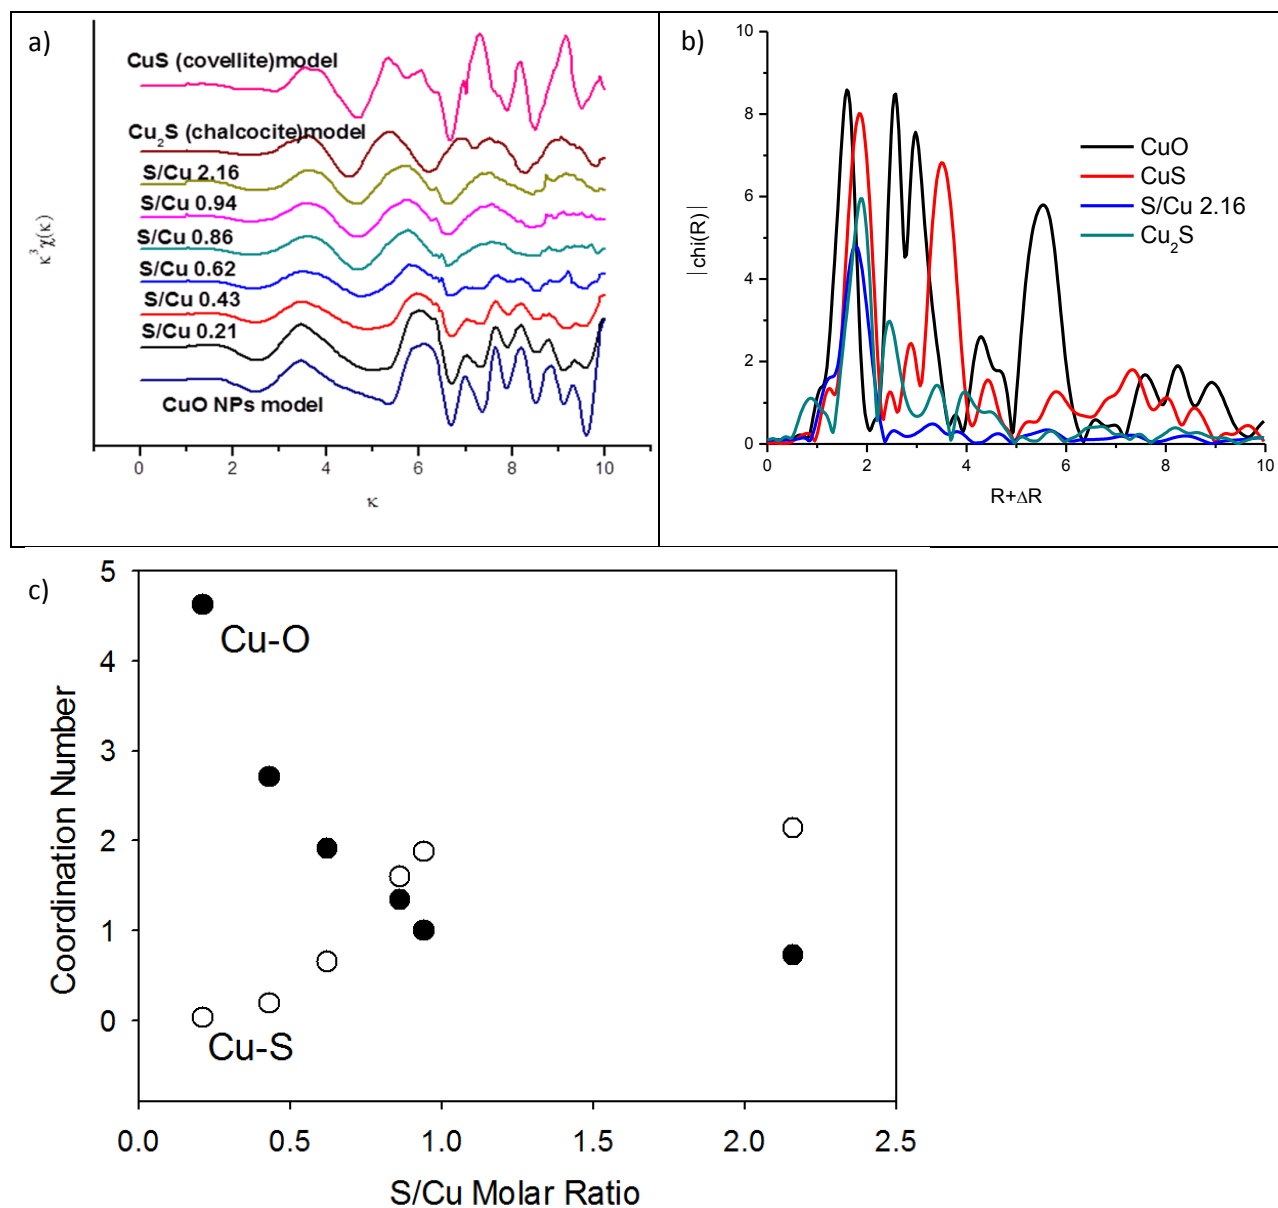 a)
CuS (covellite)model
Cu2S (chalcocite)model
S/Cu 2.16
S/Cu 0.94
S/Cu 0.86
S/Cu 0.62
S/Cu 0.43
S/Cu 0.21
CuO NPs model
κ³χ(κ)
0 2 4 6 8 10
κ
b)
10
8
6
4
2
0
|chi(R)|
CuO
CuS
S/Cu 2.16
Cu2S
0 2 4 6 8 10
R+ΔR
c)
5
4
3
2
1
0
Coordination Number
Cu-O
Cu-S
0.0 0.5 1.0 1.5 2.0 2.5
S/Cu Molar Ratio